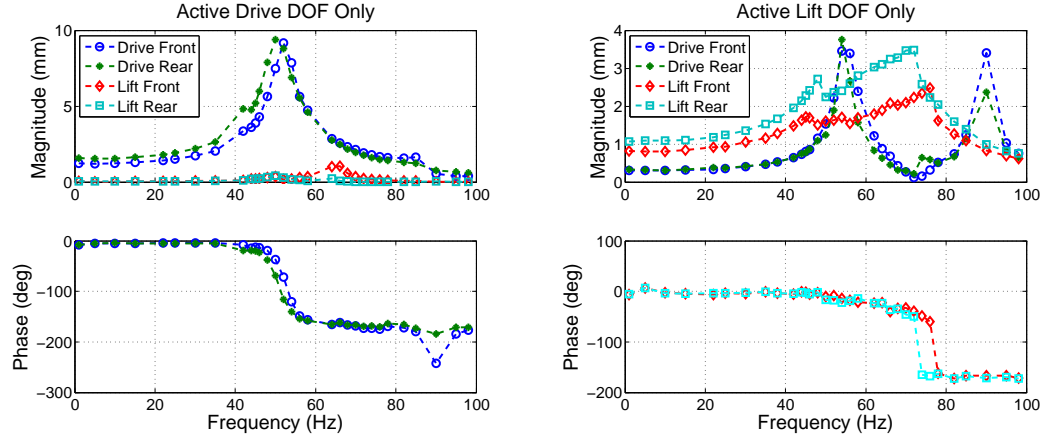 Active Drive DOF Only
10
5
0
Magnitude (mm)
Drive Front
Drive Rear
Lift Front
Lift Rear
0 20 40 60 80 100
Active Lift DOF Only
4
3
2
1
0
Magnitude (mm)
Drive Front
Drive Rear
Lift Front
Lift Rear
0 20 40 60 80 100
0
−100
−200
−300
Phase (deg)
0 20 40 60 80 100
Frequency (Hz)
100
0
−100
−200
Phase (deg)
0 20 40 60 80 100
Frequency (Hz)